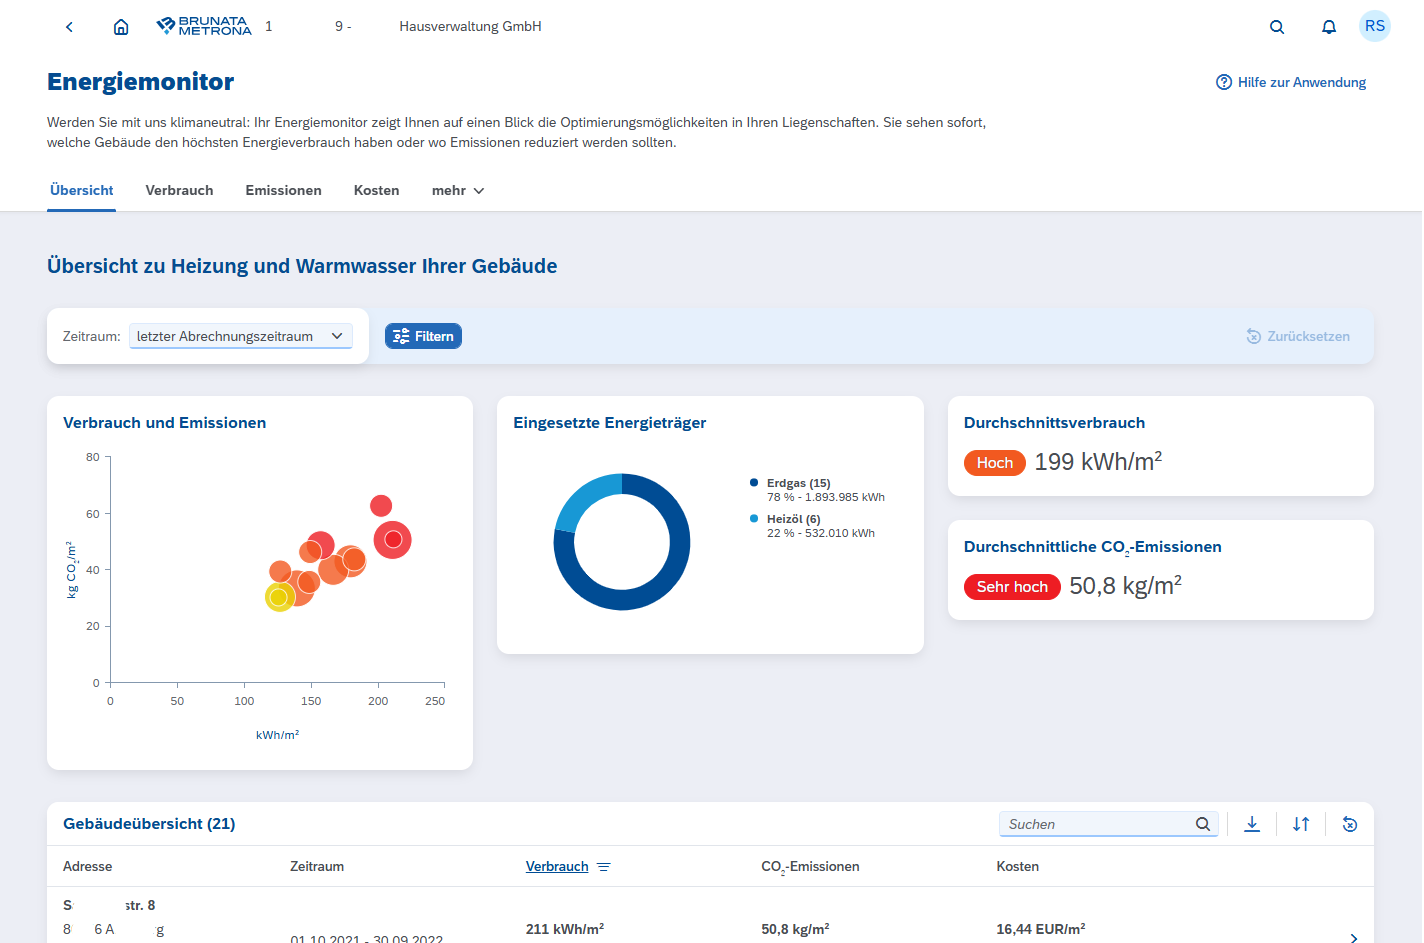 BRUNATA
METRONA
1 9 - Hausverwaltung GmbH
RS
Energiemonitor
Hilfe zur Anwendung
Werden Sie mit uns klimaneutral: Ihr Energiemonitor zeigt Ihnen auf einen Blick die Optimierungsmöglichkeiten in Ihren Liegenschaften. Sie sehen sofort,
welche Gebäude den höchsten Energieverbrauch haben oder wo Emissionen reduziert werden sollten.
Übersicht Verbrauch Emissionen Kosten mehr
Übersicht zu Heizung und Warmwasser Ihrer Gebäude
Zeitraum: letzter Abrechnungszeitraum Filtern Zurücksetzen
Verbrauch und Emissionen
80
60
40
20
0
kg CO₂/m²
0 50 100 150 200 250
kWh/m²
Eingesetzte Energieträger
Erdgas (15)
78 % - 1.893.985 kWh
Heizöl (6)
22 % - 532.010 kWh
Durchschnittsverbrauch
Hoch 199 kWh/m²
Durchschnittliche CO₂-Emissionen
Sehr hoch 50,8 kg/m²
Gebäudeübersicht (21) Suchen
Adresse Zeitraum Verbrauch CO₂-Emissionen Kosten
S str. 8
8 6 A g
01.10.2021 - 30.09.2022
211 kWh/m² 50,8 kg/m² 16,44 EUR/m²